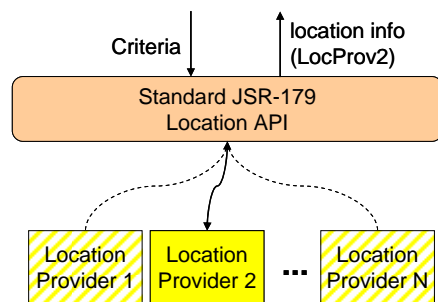 Criteria
location info
(LocProv2)
Standard JSR-179
Location API
Location
Provider 1
Location
Provider 2
...
Location
Provider N